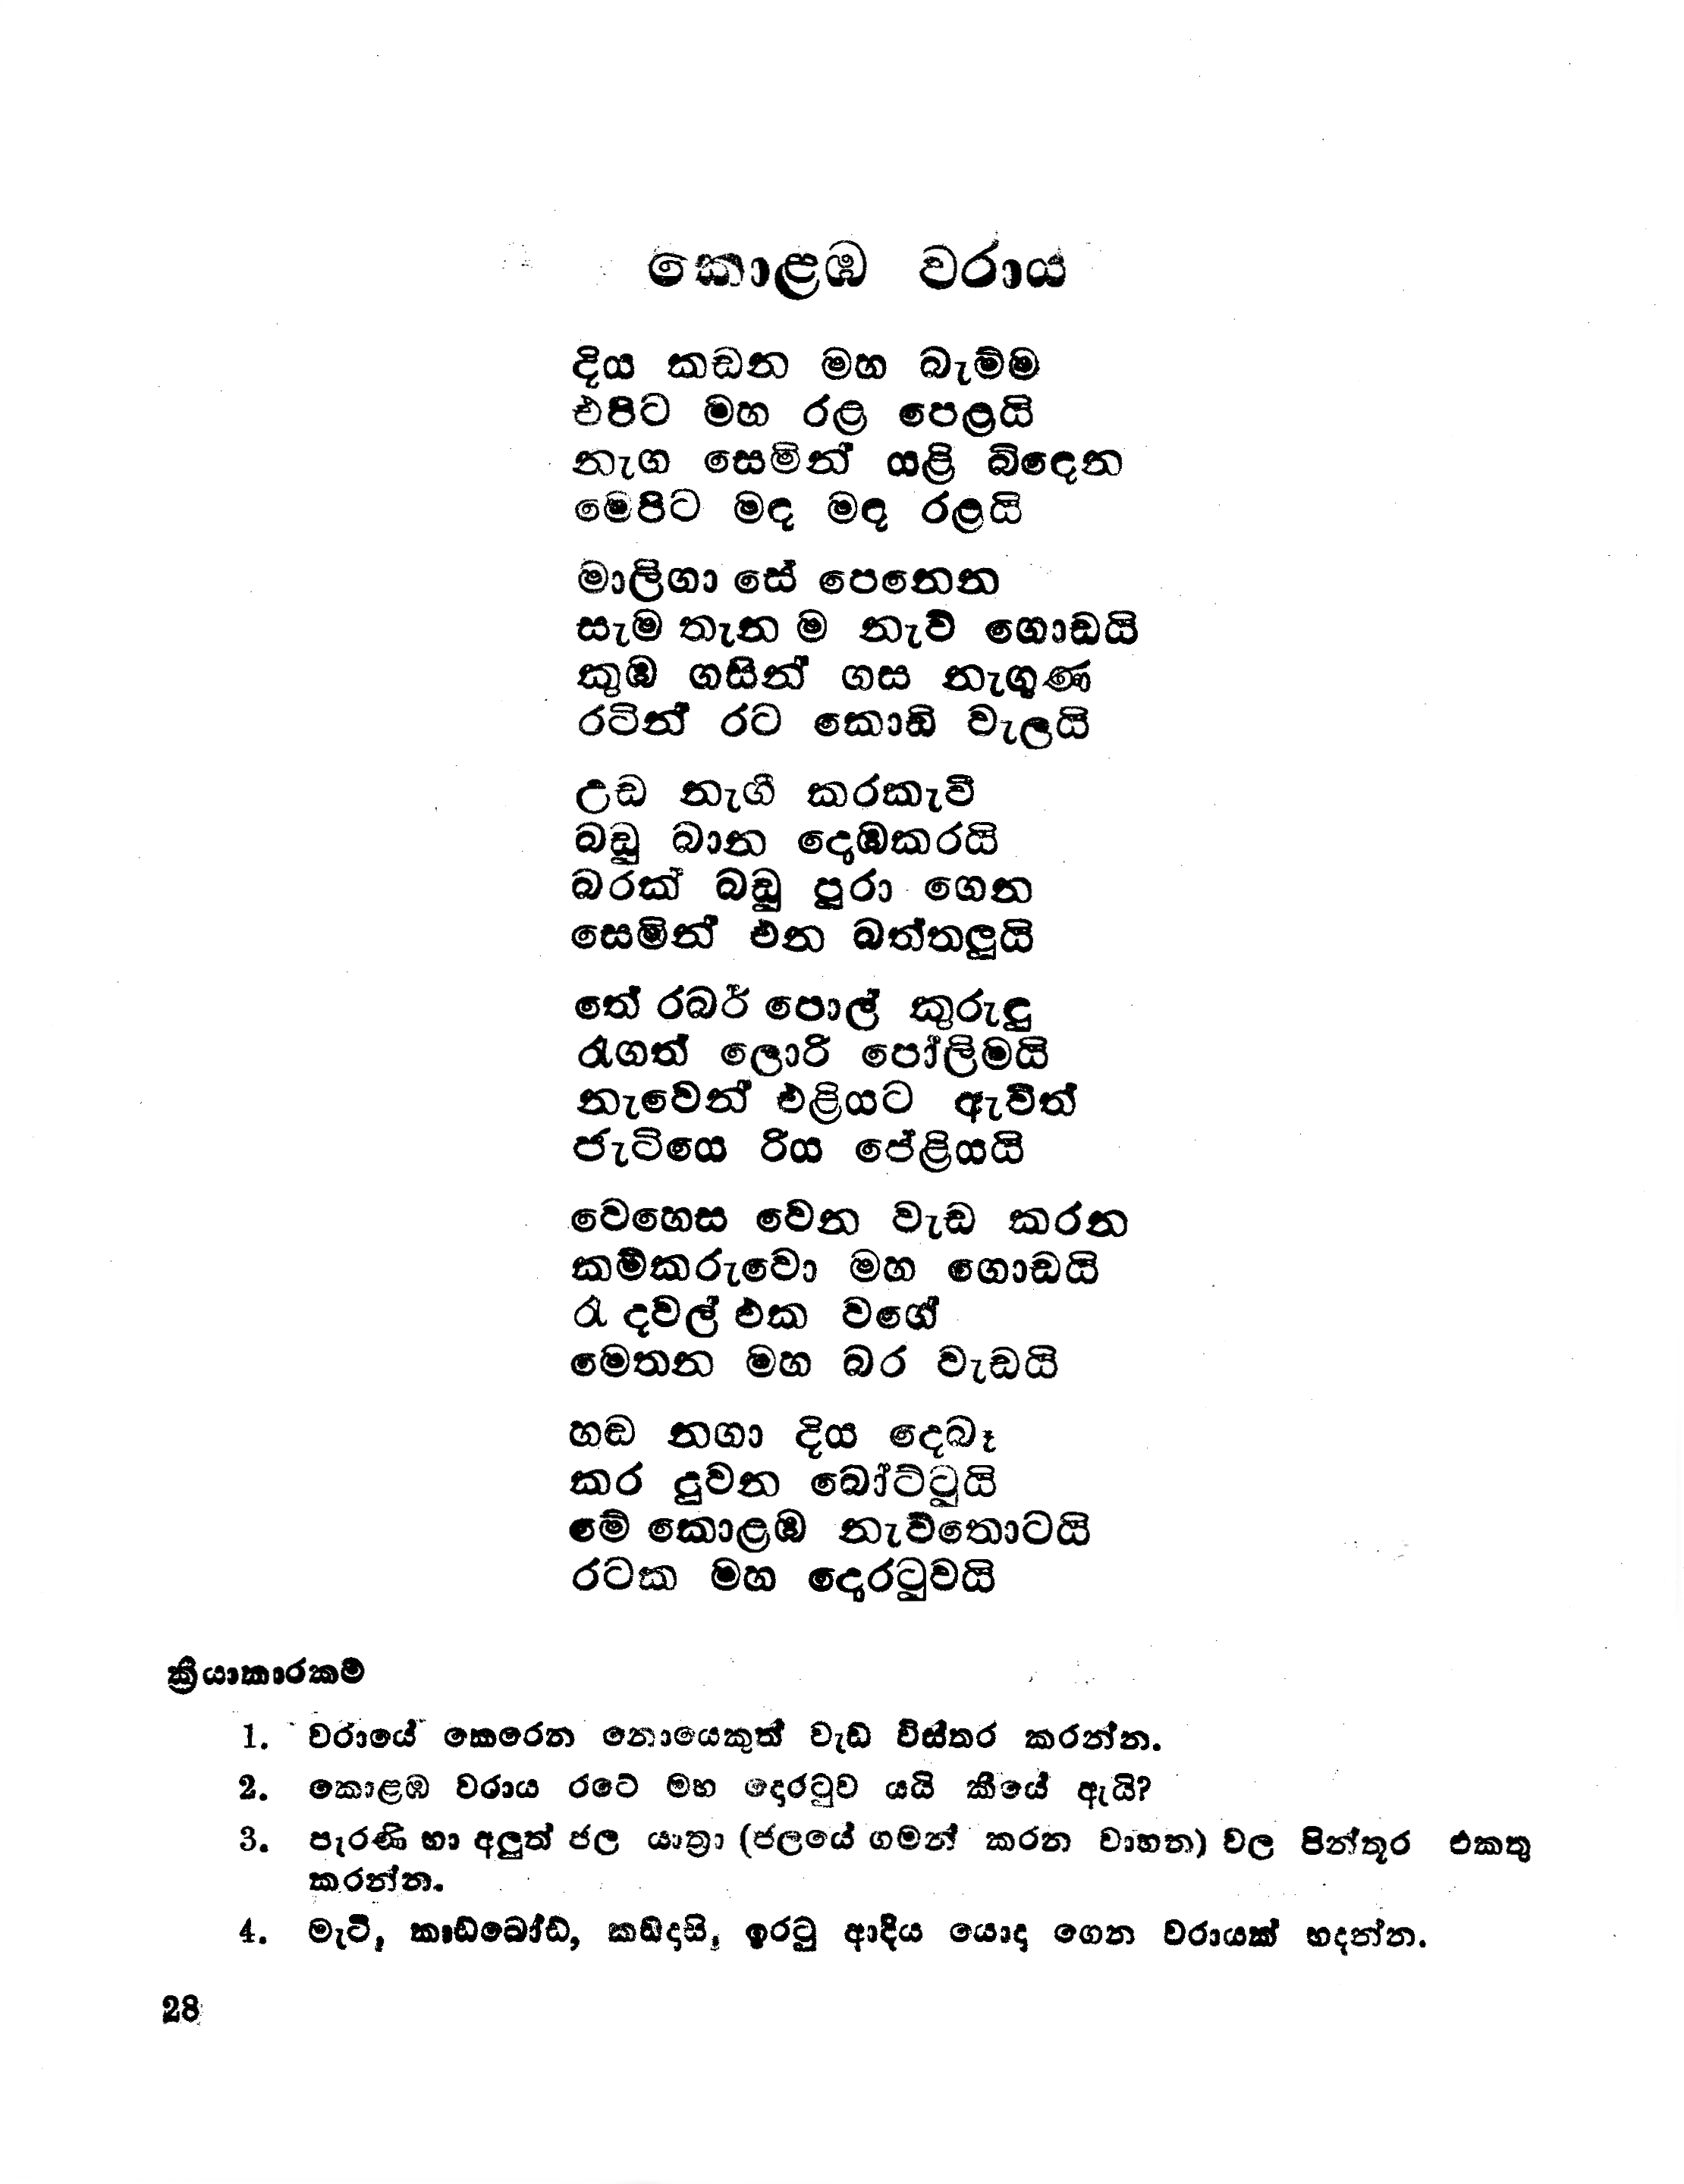 කොළඹ වරාය
දිය කඩන මහ බැම්ම
එපිට මහ රළ පෙළයි
නැග සෙමින් යළි බිඳෙන
මෙපිට මඳ මඳ රළයි
මාලිගා සේ පෙනෙන
සැම තැන ම නැව් ගොඩයි
කුඹ ගසින් ගස නැගුණ
රටින් රට කොඩි වැලයි
උඩ නැගී කරකැවී
බඩු බාන දොඹකරයි
බරක් බඩු පුරා ගෙන
සෙමින් එන බත්තලුයි
තේ රබර් පොල් කුරුඳු
රැගත් ලොරි පෝලිමයි
නැවෙන් එළියට ඇවිත්
ජැටියෙ රිය පේළියයි
වෙහෙස වෙන වැඩ කරන
කම්කරුවො මහ ගොඩයි
රෑ දවල් එක වගේ
මෙතන මහ බර වැඩයි
හඬ නගා දිය දෙබෑ
කර දුවන බෝට්ටුයි
මේ කොළඹ නැව්තොටයි
රටක මහ දොරටුවයි
ක්‍රියාකාරකම්
1. වරායේ කෙරෙන නොයෙකුත් වැඩ විස්තර කරන්න.
2. කොළඹ වරාය රටේ මහ දොරටුව යයි කීයේ ඇයි?
3. පැරණි හා අලුත් ජල යාත්‍රා (ජලයේ ගමන් කරන වාහන) වල පින්තූර එකතු
කරන්න.
4. මැටි, කාඩ්බෝඩ්, කඩදාසි, ඉරටු ආදිය යොදා ගෙන වරායක් හදන්න.
28